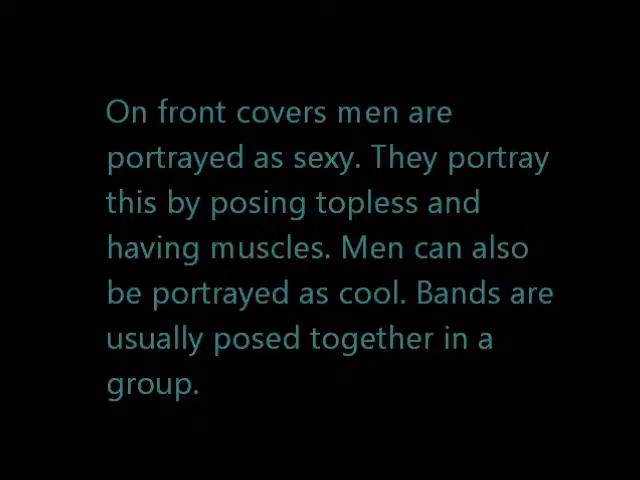 On front covers men are
portrayed as sexy. They portray
this by posing topless and
having muscles. Men can also
be portrayed as cool. Bands are
usually posed together in a
group.